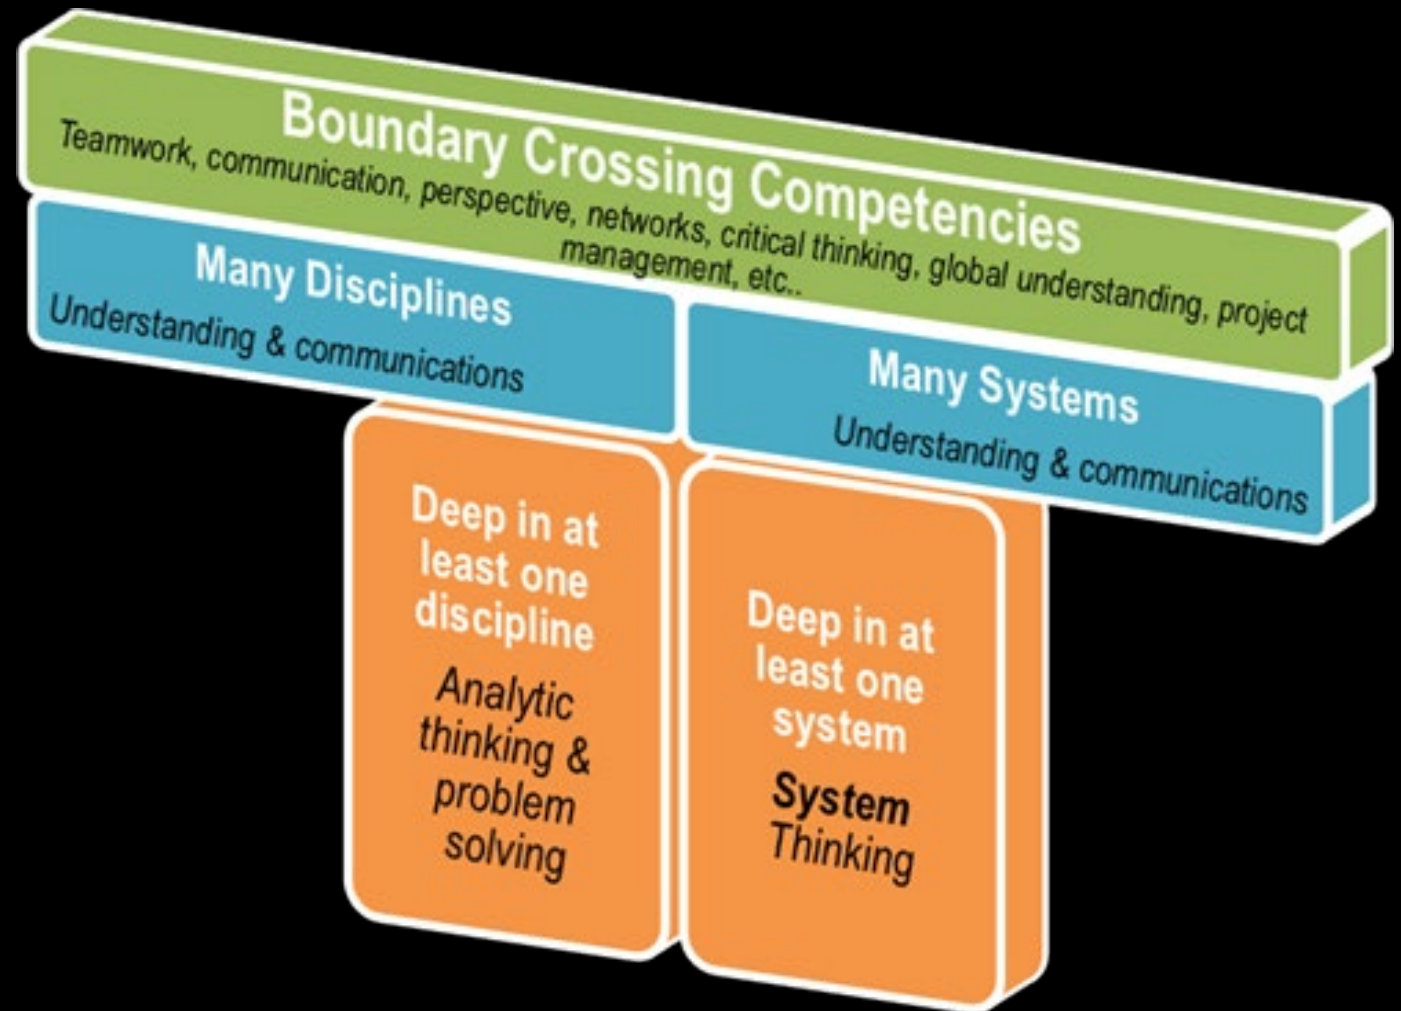 Boundary Crossing Competencies
Teamwork, communication, perspective, networks, critical thinking, global understanding, project
management, etc..
Many Disciplines
Understanding & communications
Many Systems
Understanding & communications
Deep in at
least one
discipline
Analytic
thinking &
problem
solving
Deep in at
least one
system
System
Thinking